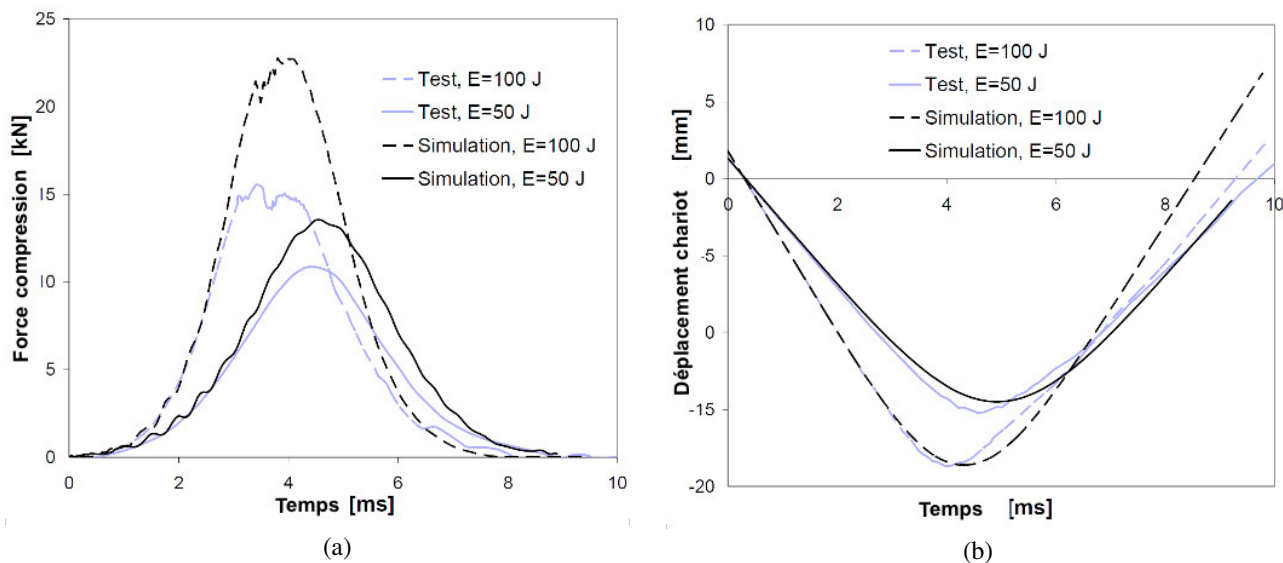 25
20
15
10
5
0
0
2
4
6
8
10
Force compression [kN]
Temps [ms]
Test, E=100 J
Test, E=50 J
Simulation, E=100 J
Simulation, E=50 J
(a)
10
5
0
-5
0
-15
-20
0
2
4
6
8
10
Déplacement chariot [mm]
Temps [ms]
Test, E=100 J
Test, E=50 J
Simulation, E=100 J
Simulation, E=50 J
(b)